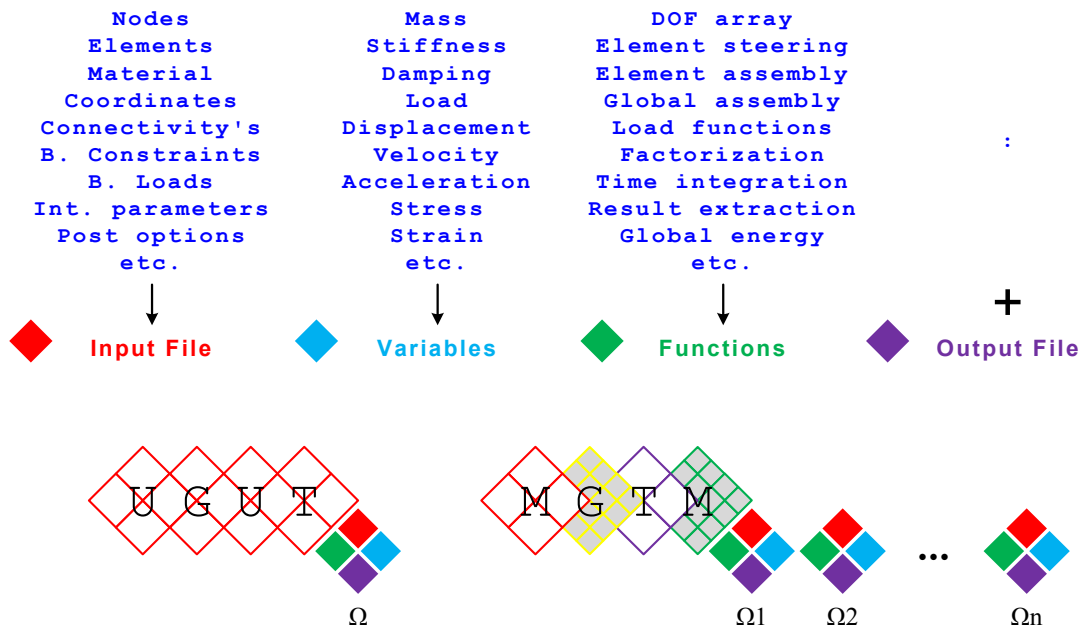 Nodes
Elements
Material
Coordinates
Connectivity's
B. Constraints
B. Loads
Int. parameters
Post options
etc.
Input File
Mass
Stiffness
Damping
Load
Displacement
Velocity
Acceleration
Stress
Strain
etc.
Variables
DOF array
Element steering
Element assembly
Global assembly
Load functions
Factorization
Time integration
Result extraction
Global energy
etc.
Functions
:
+
Output File
U G U T
Ω
M G T M
...
Ω1 Ω2 Ωn